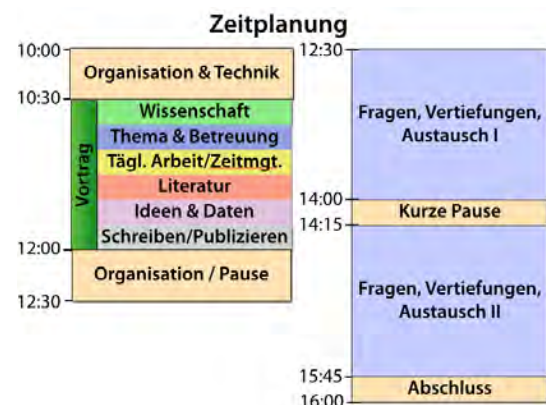 Zeitplanung
10:00
Organisation & Technik
10:30
Vortrag
Wissenschaft
Thema & Betreuung
Tägl. Arbeit/Zeitmgt.
Literatur
Ideen & Daten
Schreiben/Publizieren
12:00
Organisation / Pause
12:30
12:30
Fragen, Vertiefungen,
Austausch I
14:00
Kurze Pause
14:15
Fragen, Vertiefungen,
Austausch II
15:45
Abschluss
16:00